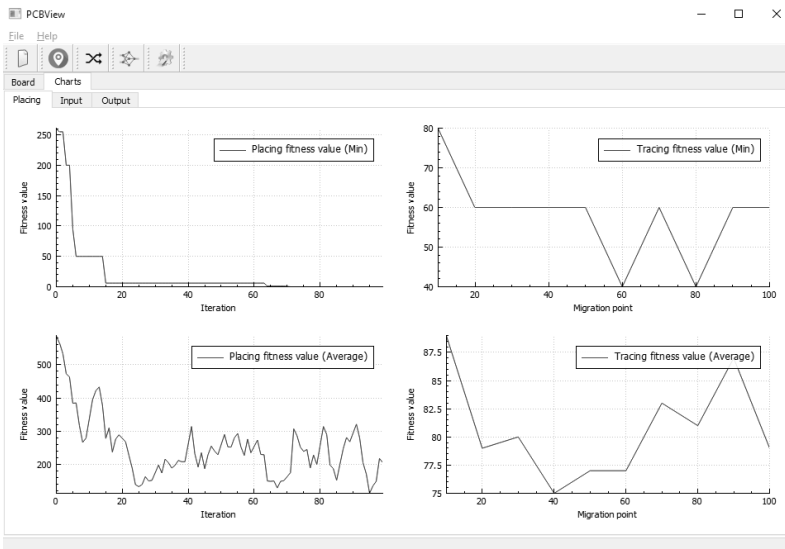 PCBView
File Help
Board Charts
Placing Input Output
250
200
150
100
50
0
0 20 40 60 80
Fitness value
Iteration
Placing fitness value (Min)
80
70
60
50
40
20 40 60 80 100
Fitness value
Migration point
Tracing fitness value (Min)
500
400
300
200
0 20 40 60 80
Fitness value
Iteration
Placing fitness value (Average)
87.5
85
82.5
80
77.5
75
20 40 60 80 100
Fitness value
Migration point
Tracing fitness value (Average)